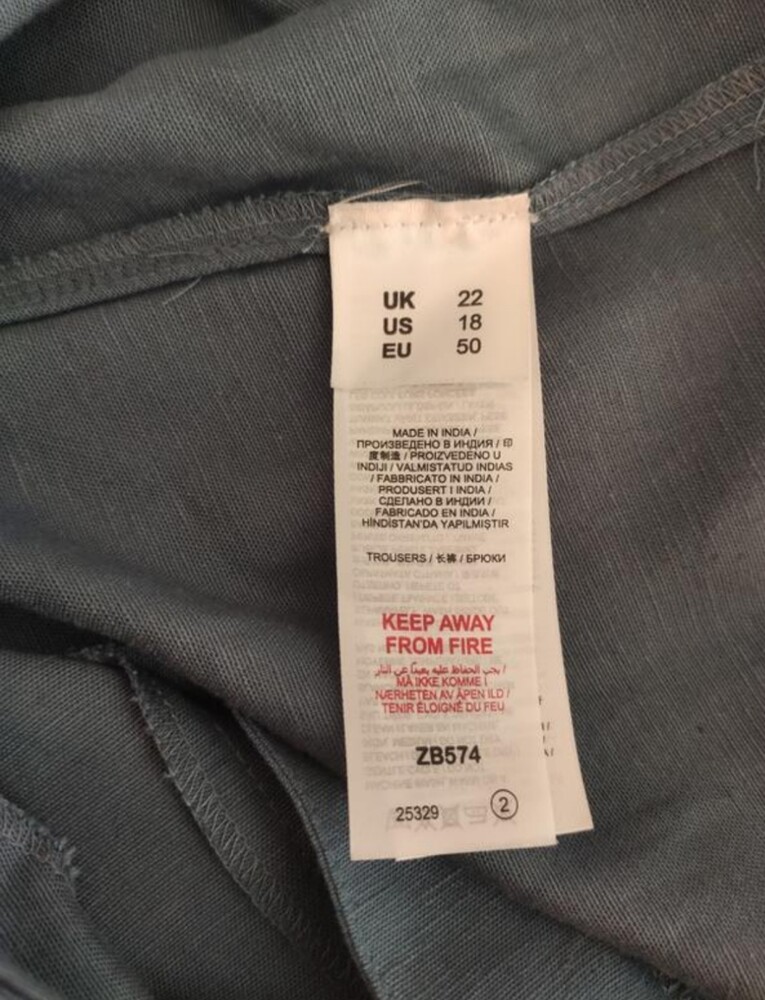 UK 22
US 18
EU 50
MADE IN INDIA /
ПРОИЗВЕДЕНО В ИНДИЯ / 印
度制造 / PROIZVEDENO U
INDIJI / VALMISTATUD INDIAS
/ FABBRICATO IN INDIA /
PRODUSERT I INDIA /
СДЕЛАНО В ИНДИИ /
FABRICADO EN INDIA /
HİNDİSTAN'DA YAPILMIŞTIR
TROUSERS / 长裤 / БРЮКИ
KEEP AWAY
FROM FIRE
يجب الحفاظ عليه بعيدًا عن النار /
MÅ IKKE KOMME I
NÆRHETEN AV ÅPEN ILD /
TENIR ÉLOIGNÉ DU FEU
ZB574
25329 2